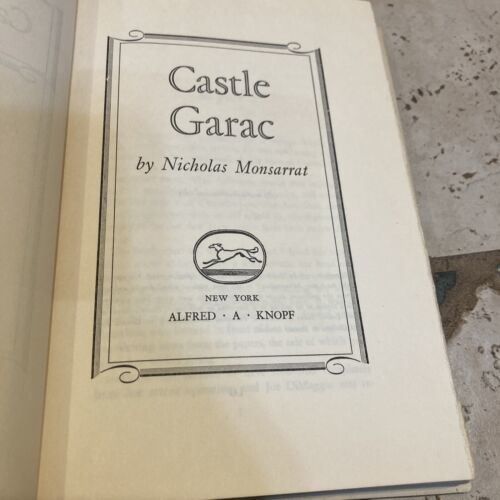 Castle
Garac
by Nicholas Monsarrat
NEW YORK
ALFRED · A · KNOPF